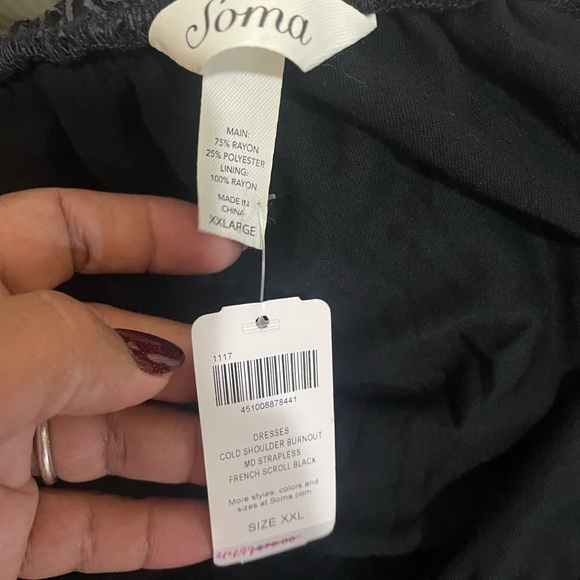 Soma
MAIN:
75% RAYON
25% POLYESTER
LINING:
100% RAYON
MADE IN
CHINA
XXLARGE
1117
451008878441
DRESSES
COLD SHOULDER BURNOUT
MD STRAPLESS
FRENCH SCROLL BLACK
More styles, colors and
sizes at Soma.com
SIZE XXL